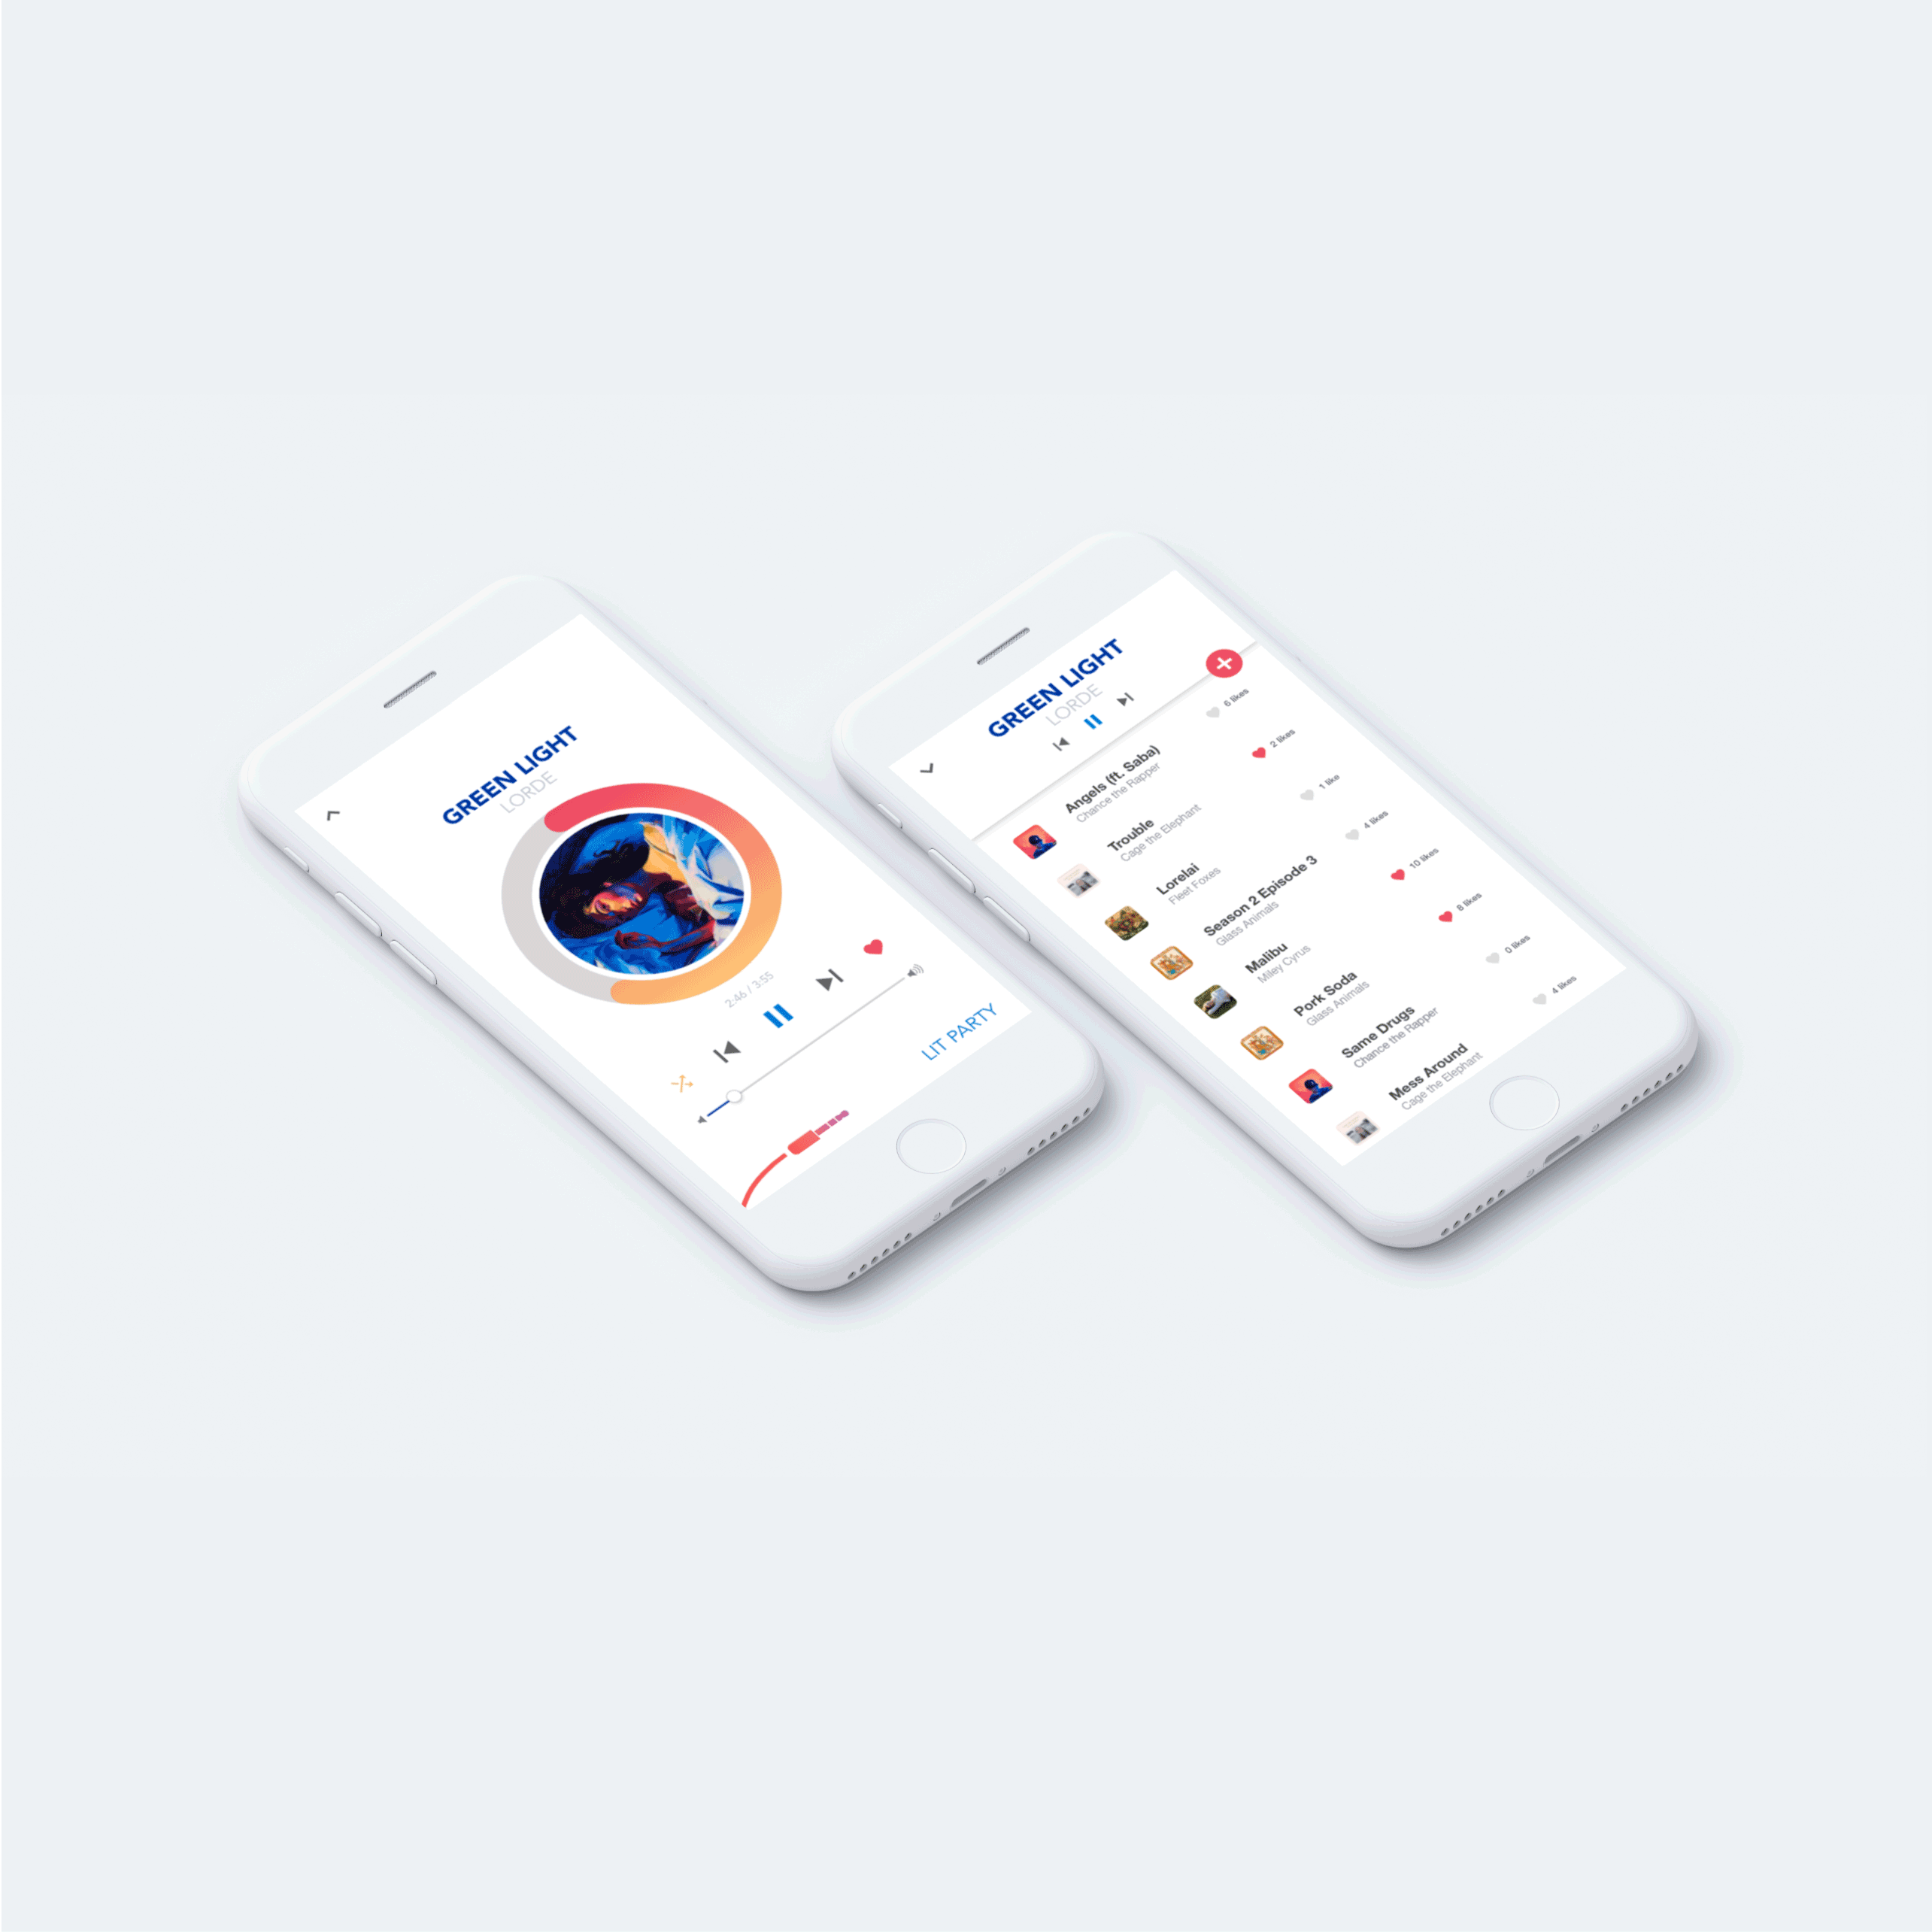 GREEN LIGHT
LORDE
2:46 / 3:55
LIT PARTY
GREEN LIGHT
LORDE
Angels (ft. Saba)
Chance the Rapper
6 likes
Trouble
Cage the Elephant
2 likes
Lorelai
Fleet Foxes
1 like
Season 2 Episode 3
Glass Animals
4 likes
Malibu
Miley Cyrus
10 likes
Pork Soda
Glass Animals
8 likes
Same Drugs
Chance the Rapper
0 likes
Mess Around
Cage the Elephant
4 likes